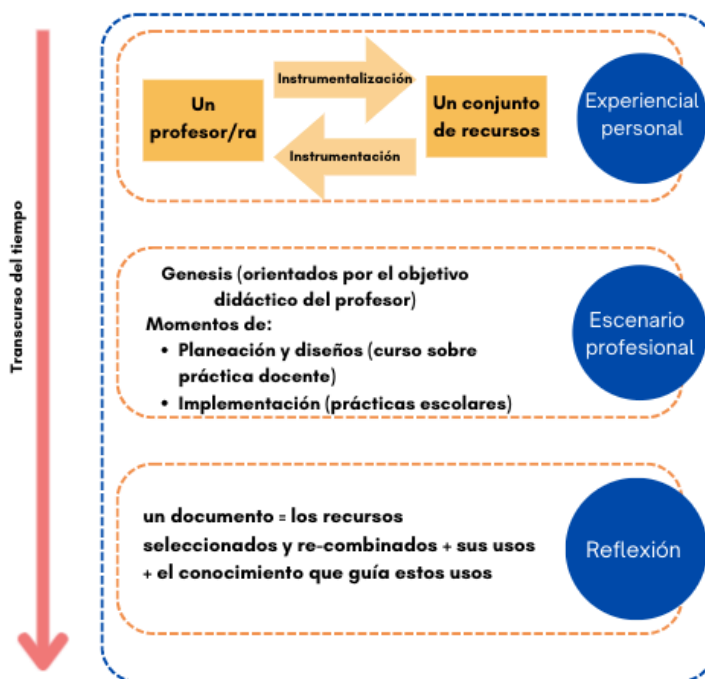 Transcurso del tiempo
Un
profesor/ra
Instrumentalización
Instrumentación
Un conjunto
de recursos
Experiencial
personal
Genesis (orientados por el objetivo
didáctico del profesor)
Momentos de:
• Planeación y diseños (curso sobre
práctica docente)
• Implementación (prácticas escolares)
Escenario
profesional
un documento = los recursos
seleccionados y re-combinados + sus usos
+ el conocimiento que guía estos usos
Reflexión